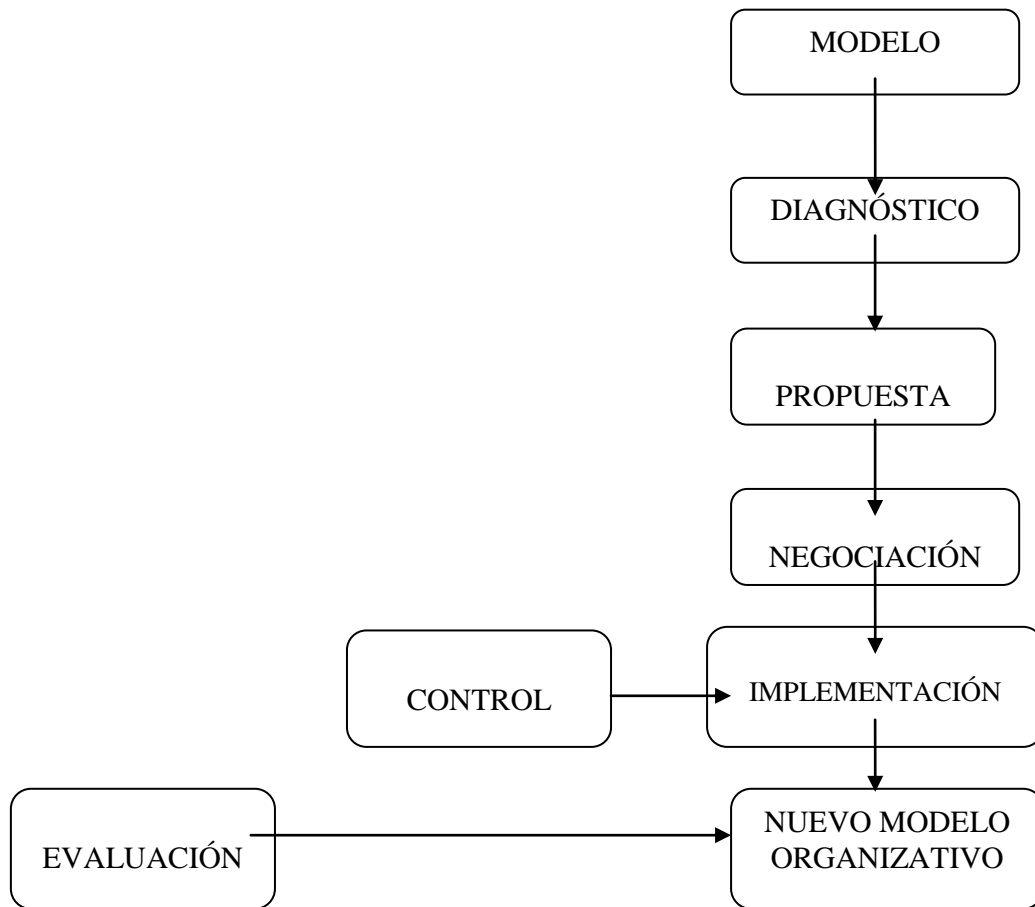 MODELO
DIAGNÓSTICO
PROPUESTA
NEGOCIACIÓN
CONTROL
IMPLEMENTACIÓN
EVALUACIÓN
NUEVO MODELO
ORGANIZATIVO